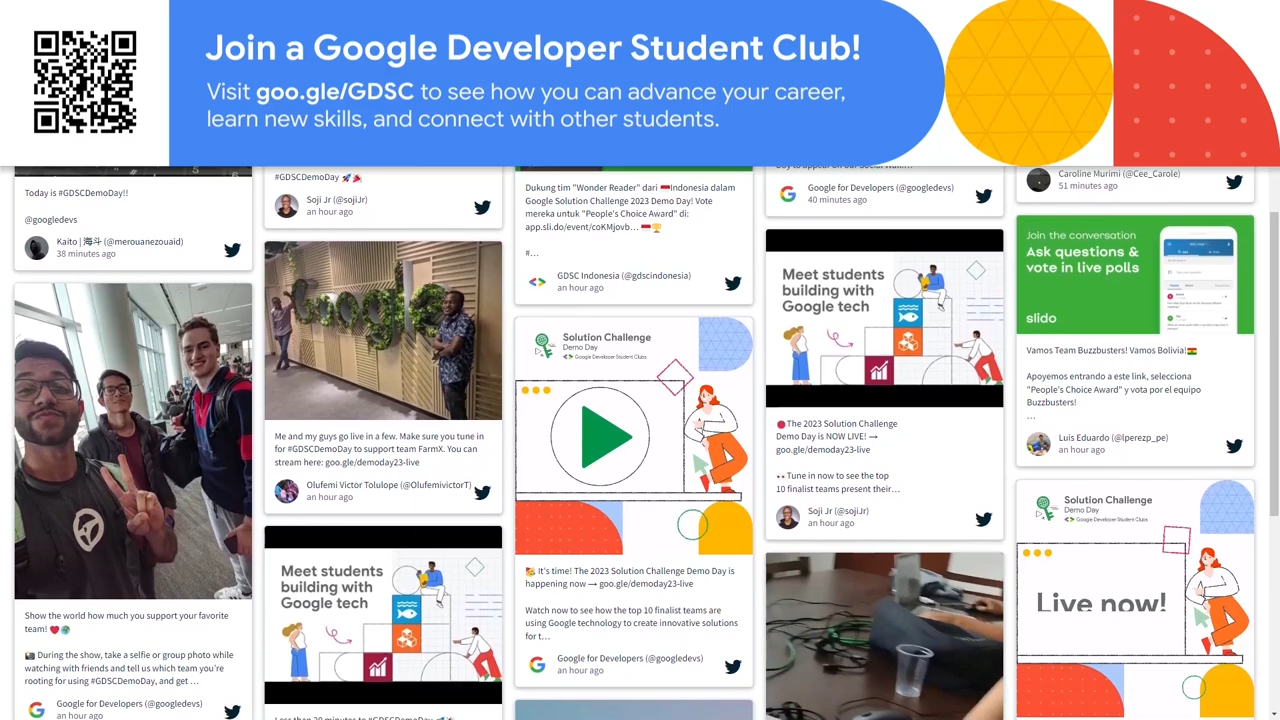 Join a Google Developer Student Club!
Visit goo.gle/GDSC to see how you can advance your career,
learn new skills, and connect with other students.
Today is #GDSCDemoDay!!
@googledevs
Kaito | 海斗 (@merouanezouaid)
38 minutes ago
Show the world how much you support your favorite
team! ❤️🌍
📸 During the show, take a selfie or group photo while
watching with friends and tell us which team you're
rooting for using #GDSCDemoDay, and get …
Google for Developers (@googledevs)
an hour ago
#GDSCDemoDay 🚀🎉
Soji Jr (@sojiJr)
an hour ago
Me and my guys go live in a few. Make sure you tune in
for #GDSCDemoDay to support team FarmX. You can
stream here: goo.gle/demoday23-live
Olufemi Victor Tolulope (@OlufemivictorT)
an hour ago
Meet students
building with
Google tech
Less than 20 minutes to #GDSCDemoDay
Dukung tim "Wonder Reader" dari 🇮🇩Indonesia dalam
Google Solution Challenge 2023 Demo Day! Vote
mereka untuk "People's Choice Award" di:
app.sli.do/event/coKMjovb… 🇮🇩🏆
#…
GDSC Indonesia (@gdscindonesia)
an hour ago
Solution Challenge
Demo Day
Google Developer Student Clubs
🥳 It's time! The 2023 Solution Challenge Demo Day is
happening now → goo.gle/demoday23-live
Watch now to see how the top 10 finalist teams are
using Google technology to create innovative solutions
for t…
Google for Developers (@googledevs)
an hour ago
Google for Developers (@googledevs)
40 minutes ago
Meet students
building with
Google tech
🔴The 2023 Solution Challenge
Demo Day is NOW LIVE! →
goo.gle/demoday23-live
👀Tune in now to see the top
10 finalist teams present their…
Soji Jr (@sojiJr)
an hour ago
Caroline Murimi (@Cee_Carole)
51 minutes ago
Join the conversation
Ask questions &
vote in live polls
slido
Vamos Team Buzzbusters! Vamos Bolivia!🇧🇴
Apoyemos entrando a este link, selecciona
"People's Choice Award" y vota por el equipo
Buzzbusters!
…
Luis Eduardo (@lperezp_pe)
an hour ago
Solution Challenge
Demo Day
Google Developer Student Clubs
Live now!